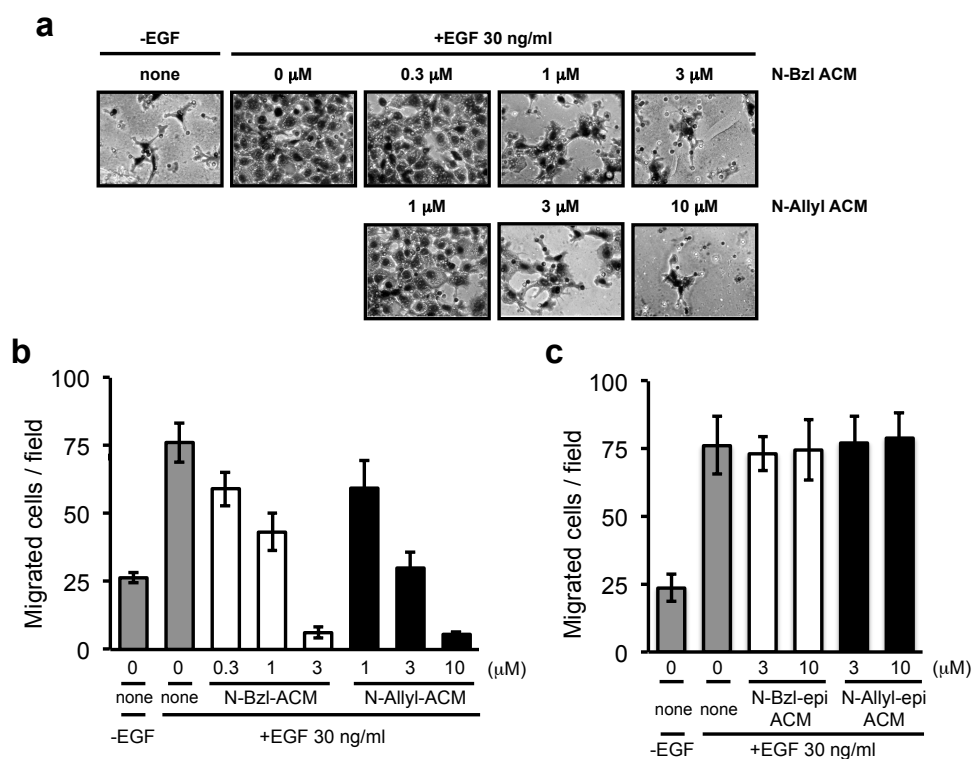 a
-EGF +EGF 30 ng/ml
none 0 μM 0.3 μM 1 μM 3 μM N-Bzl ACM
1 μM 3 μM 10 μM N-Allyl ACM
b
Migrated cells / field
100
75
50
25
0
0 0 0.3 1 3 1 3 10 (μM)
none none N-Bzl-ACM N-Allyl-ACM
-EGF +EGF 30 ng/ml
c
Migrated cells / field
100
75
50
25
0
0 0 3 10 3 10 (μM)
none none N-Bzl-epi ACM N-Allyl-epi ACM
-EGF +EGF 30 ng/ml